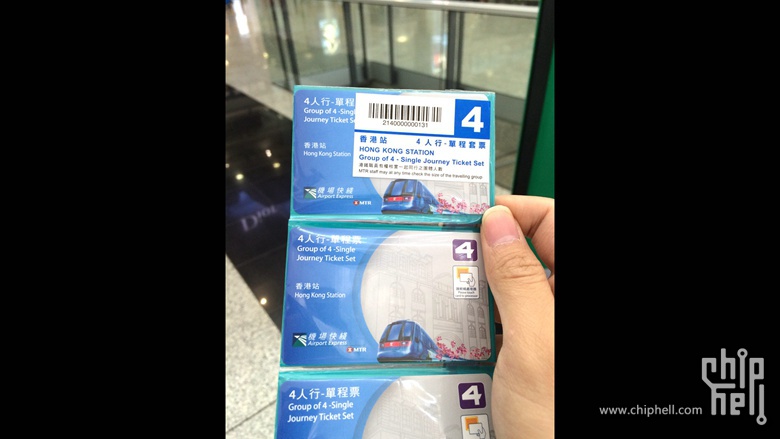 4人行-單程
Group of 4 -Single
Journey Ticket Set
香港站
Hong Kong Station
機場快綫
Airport Express
MTR
2140000000131
4
香港站 4 人行 - 單程套票
HONG KONG STATION
Group of 4 - Single Journey Ticket Set
MTR staff may at any time check the size of the travelling group
4人行-單程票
Group of 4 -Single
Journey Ticket Set
4
香港站
Hong Kong Station
機場快綫
Airport Express
MTR
4人行-單程票
Group of 4 -Single
Journey Ticket Set
4
Dior
www.chiphell.com
chip
hell